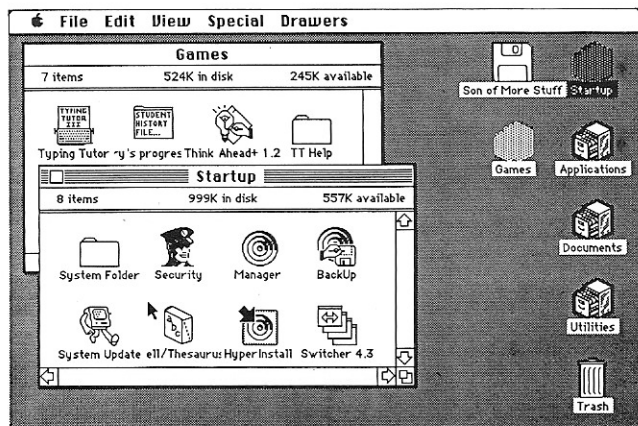 File Edit View Special Drawers
Games
7 items 524K in disk 245K available
TYPING TUTOR III
STUDENT HISTORY FILE...
Typing Tutor ry's progres Think Ahead+ 1.2 TT Help
Startup
8 items 999K in disk 557K available
System Folder Security Manager BackUp
abc
System Update ell/Thesaurus HyperInstall Switcher 4.3
Son of More Stuff Startup
Games Applications
Documents
Utilities
Trash